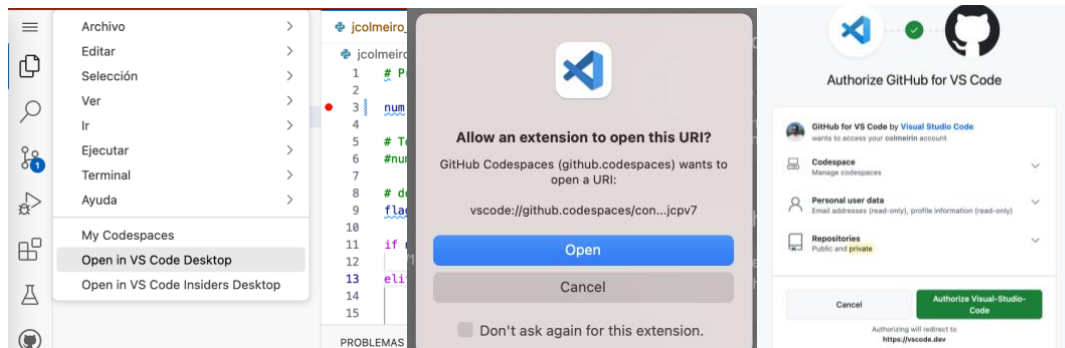 Archivo
Editar
Selección
Ver
Ir
Ejecutar
Terminal
Ayuda
My Codespaces
Open in VS Code Desktop
Open in VS Code Insiders Desktop
1
jcolmeiro_
jcolmeiro
1 # P
2
3 num
4
5 # T
6 #nu
7
8 # d
9 fla
10
11 if
12
13 eli
14
15
PROBLEMAS
Allow an extension to open this URI?
GitHub Codespaces (github.codespaces) wants to
open a URI:
vscode://github.codespaces/con...jcpv7
Open
Cancel
Don't ask again for this extension.
Authorize GitHub for VS Code
GitHub for VS Code by Visual Studio Code
wants to access your colmeirin account
Codespace
Manage codespaces
Personal user data
Email addresses (read-only), profile information (read-only)
Repositories
Public and private
Cancel
Authorize Visual-Studio-
Code
Authorizing will redirect to
https://vscode.dev